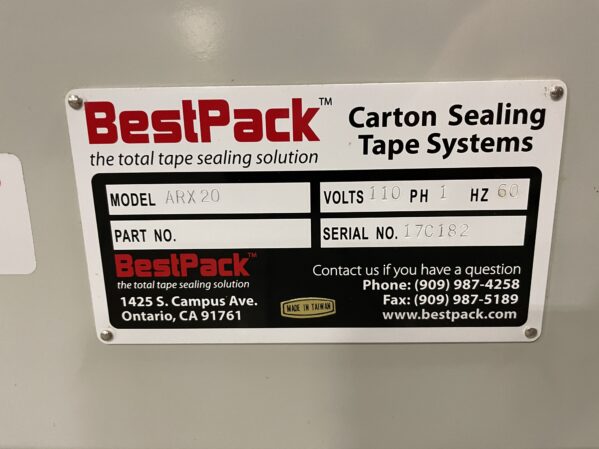 BestPack™
the total tape sealing solution
Carton Sealing
Tape Systems
MODEL ARX20
VOLTS 110 PH 1 HZ 60
PART NO.
SERIAL NO. 17C182
BestPack™
the total tape sealing solution
1425 S. Campus Ave.
Ontario, CA 91761
MADE IN TAIWAN
Contact us if you have a question
Phone: (909) 987-4258
Fax: (909) 987-5189
www.bestpack.com